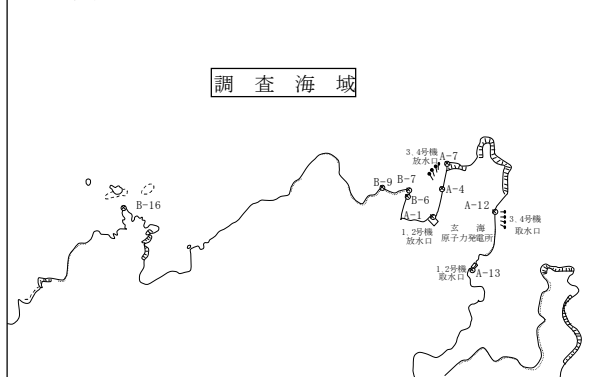 調 査 海 域
3.4号機
放水口
A-7
B-9
B-7
A-4
B-6
B-16
A-1
A-12
3.4号機
取水口
1.2号機
放水口
玄 海
原子力発電所
1.2号機
取水口
A-13